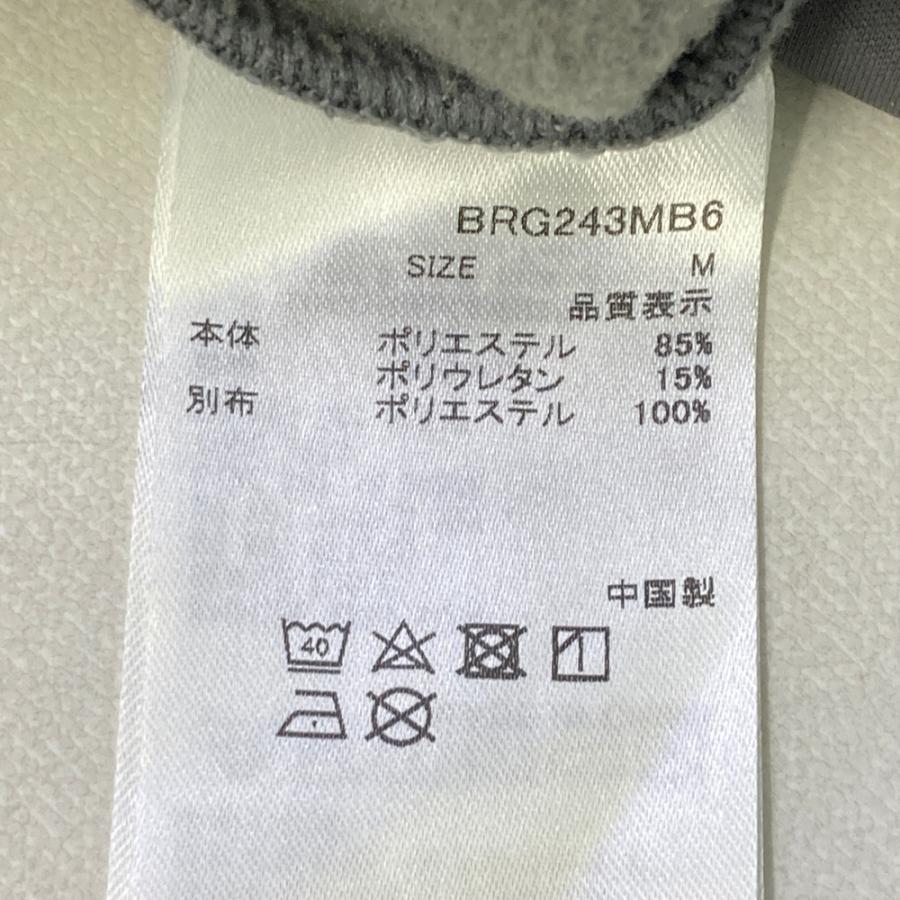 BRG243MB6
SIZE M
品質表示
本体 ポリエステル 85%
ポリウレタン 15%
別布 ポリエステル 100%
中国製
40